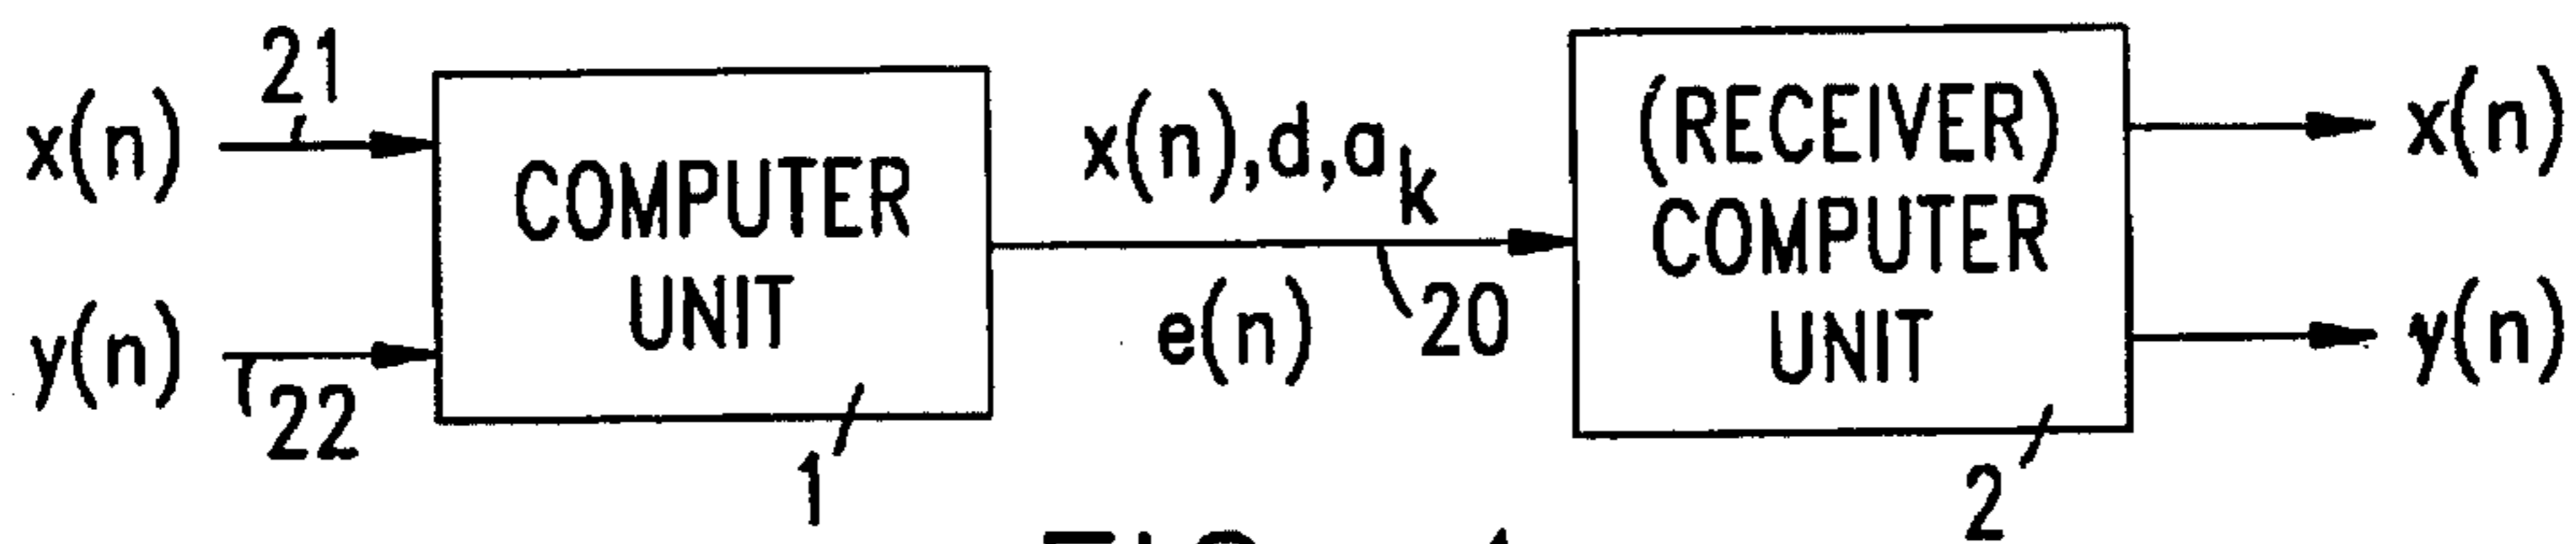 21
x(n)
y(n)
22
COMPUTER
UNIT
1
x(n),d,a_k
e(n)
20
(RECEIVER)
COMPUTER
UNIT
2
x(n)
y(n)